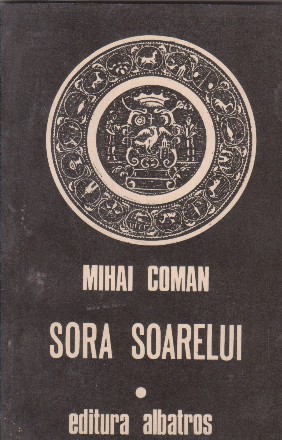 MIHAI COMAN
SORA SOARELUI
editura albatros